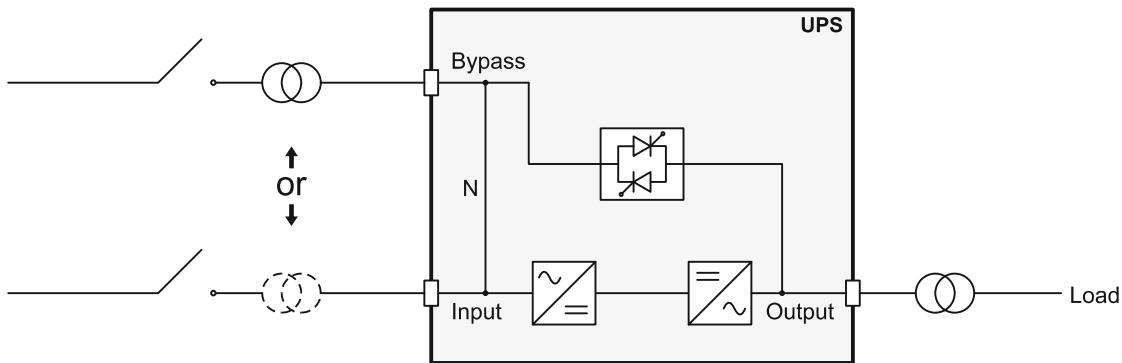 UPS
Bypass
or
N
Input
Output
Load